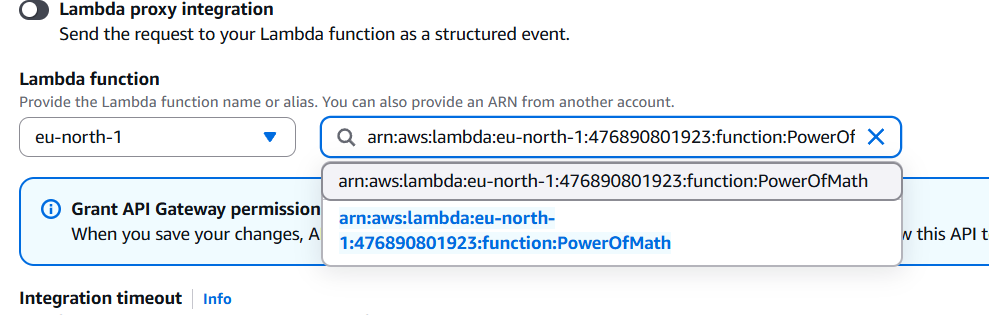 Lambda proxy integration
Send the request to your Lambda function as a structured event.
Lambda function
Provide the Lambda function name or alias. You can also provide an ARN from another account.
eu-north-1
arn:aws:lambda:eu-north-1:476890801923:function:PowerOf
arn:aws:lambda:eu-north-1:476890801923:function:PowerOfMath
arn:aws:lambda:eu-north-
1:476890801923:function:PowerOfMath
Grant API Gateway permission
When you save your changes, A
this API t
Integration timeout
Info